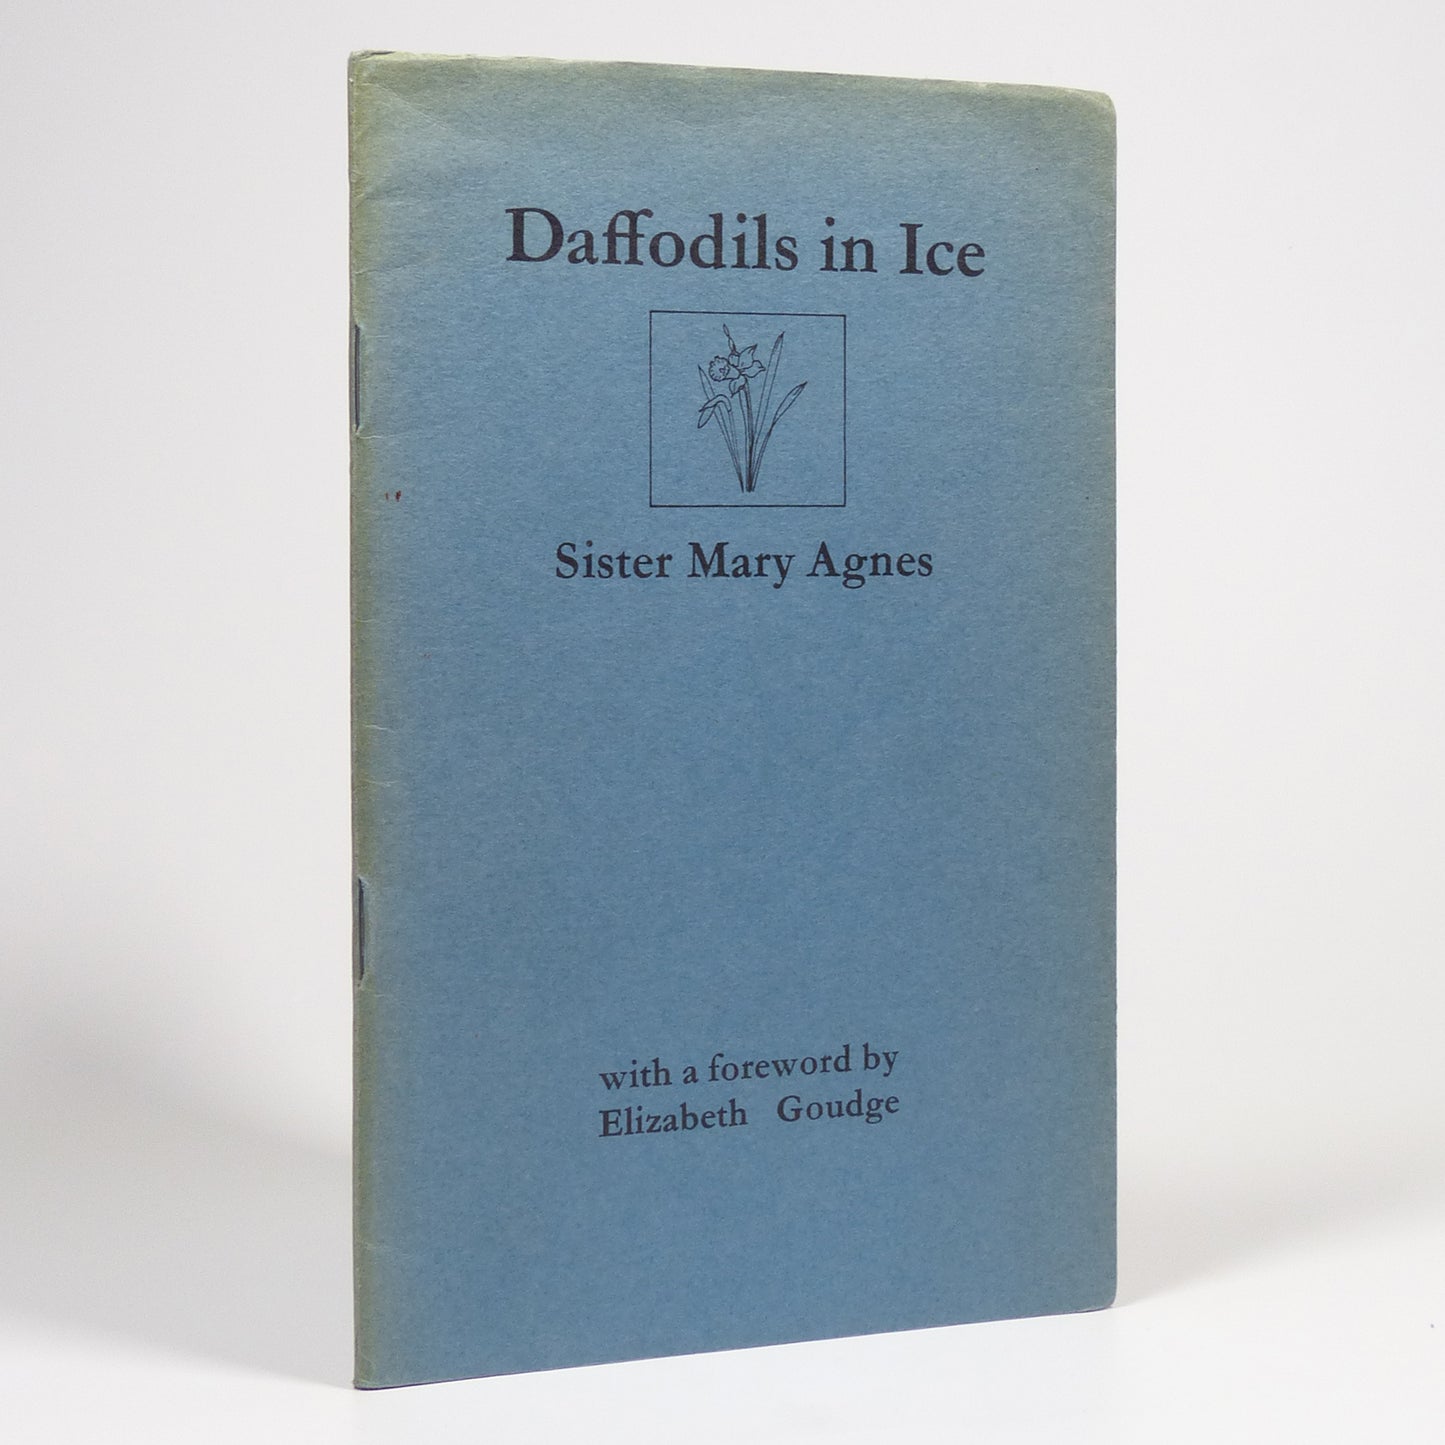 Daffodils in Ice
Sister Mary Agnes
with a foreword by
Elizabeth Goudge